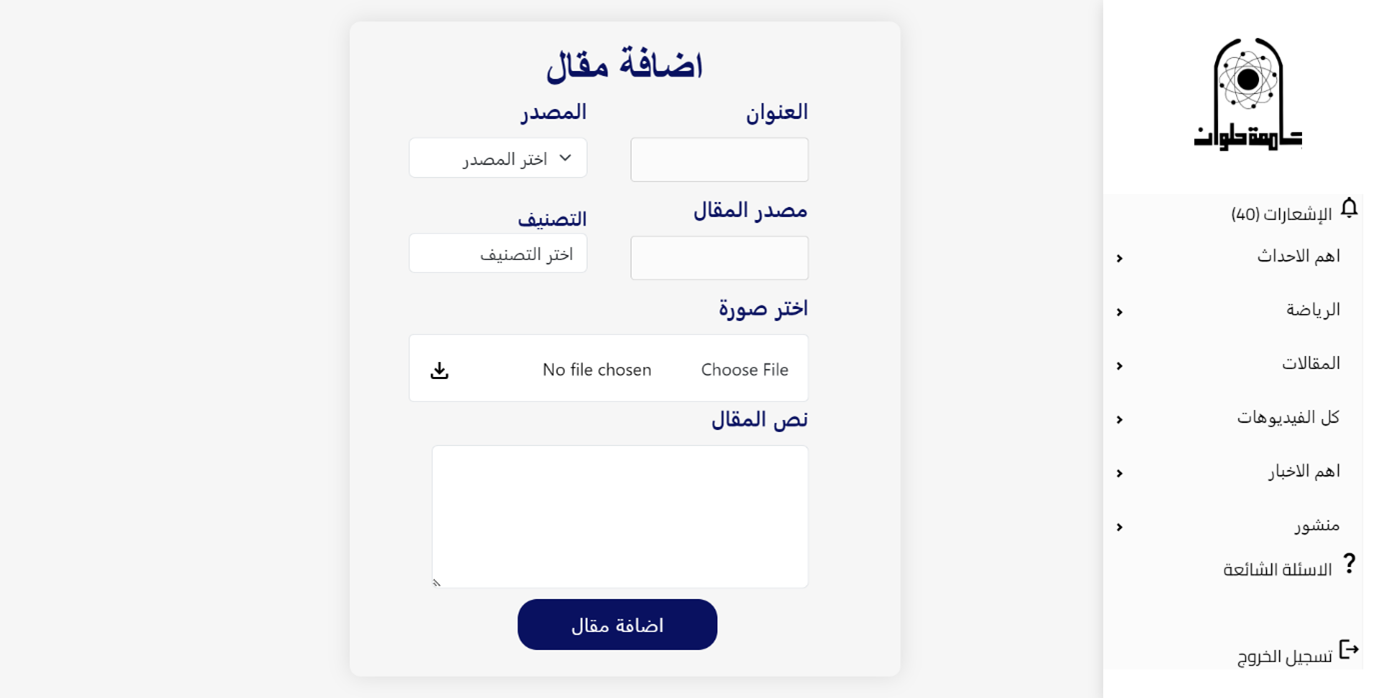 جامعة حلوان
الإشعارات (40)
اهم الاحداث
الرياضة
المقالات
كل الفيديوهات
اهم الاخبار
منشور
الاسئلة الشائعة
تسجيل الخروج
اضافة مقال
العنوان
المصدر
اختر المصدر
مصدر المقال
التصنيف
اختر التصنيف
اختر صورة
Choose File No file chosen
نص المقال
اضافة مقال